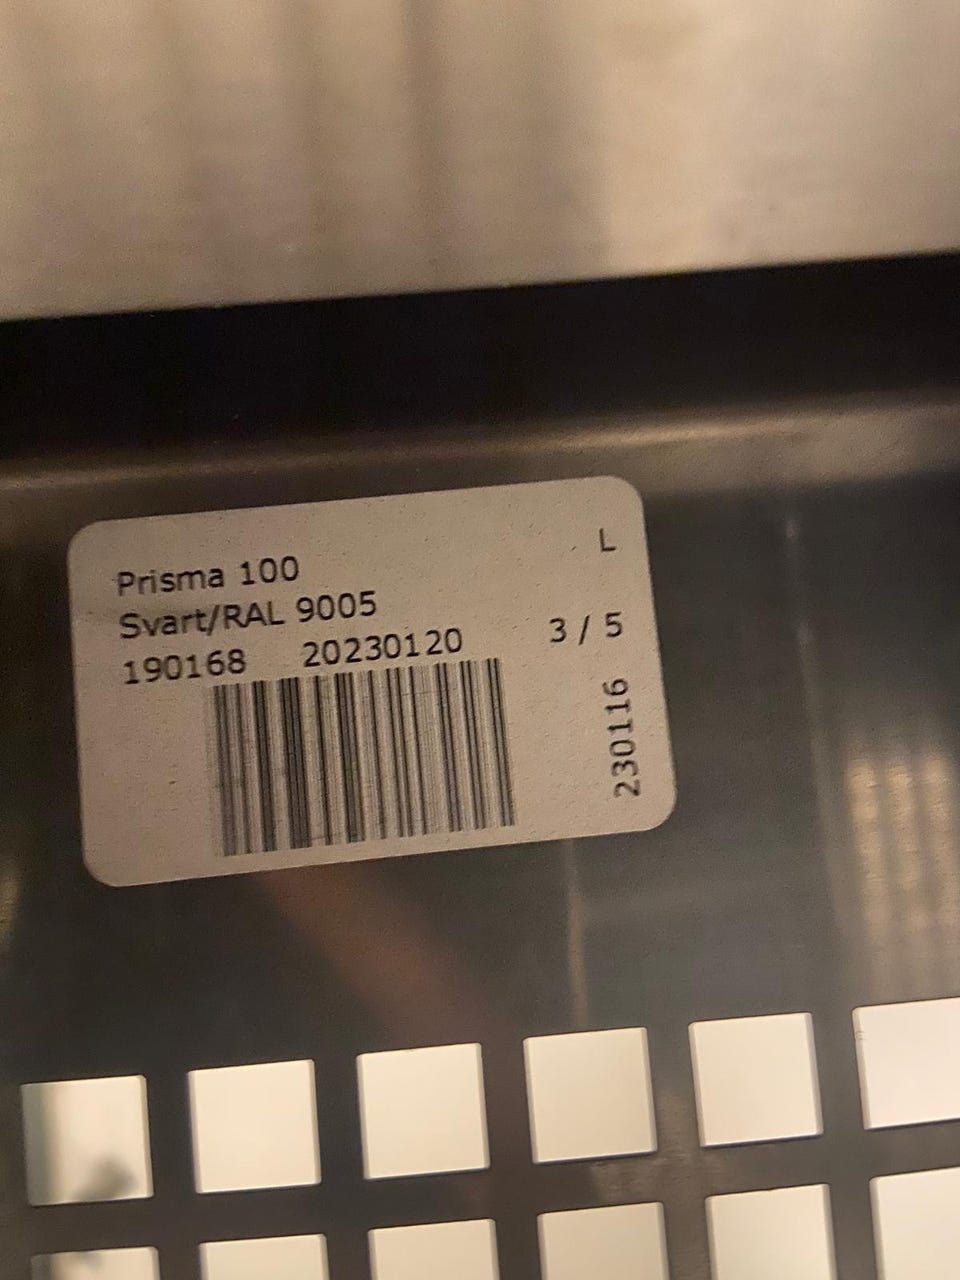 L
Prisma 100
Svart/RAL 9005
190168 20230120 3 / 5
230116